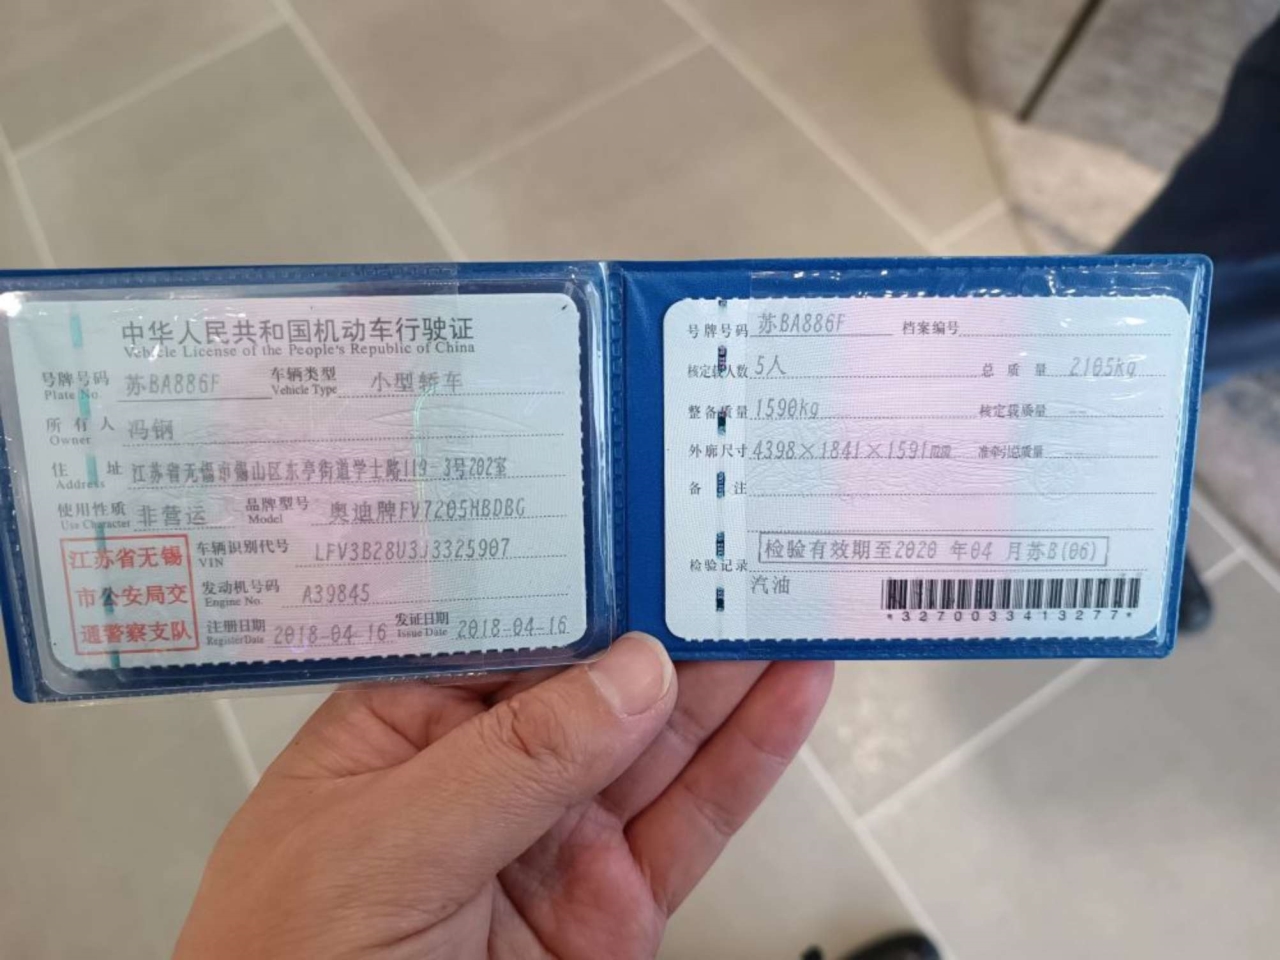 中华人民共和国机动车行驶证
Vehicle License of the People's Republic of China
号牌号码 苏BA886F 车辆类型 小型轿车
Plate No. Vehicle Type
所有人 冯钢
Owner
住址 江苏省无锡市锡山区东亭街道学士路119-3号202室
Address
使用性质 非营运 品牌型号 奥迪牌FV7205HBDBG
Use Character Model
江苏省无锡
市公安局交
通警察支队
车辆识别代号 LFV3B28U3J3325907
VIN
发动机号码 A39845
Engine No.
注册日期 2018-04-16 发证日期 2018-04-16
Register Date Issue Date
号牌号码 苏BA886F 档案编号
核定载人数 5人 总质量 2105kg
整备质量 1590kg 核定载质量 --
外廓尺寸 4398×1841×1591mm 准牵引总质量 --
备注
检验有效期至2020年04月苏B(06)
检验记录
汽油
*3270033413277*